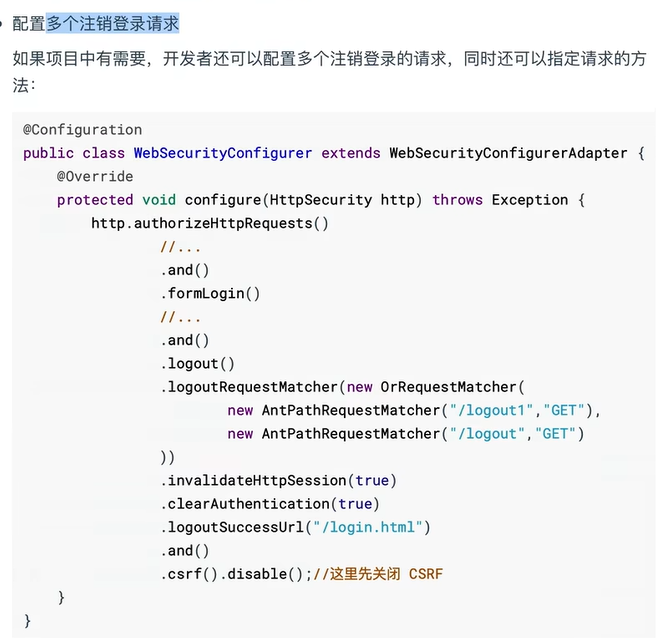 配置多个注销登录请求
如果项目中有需要，开发者还可以配置多个注销登录的请求，同时还可以指定请求的方
法：
@Configuration
public class WebSecurityConfigurer extends WebSecurityConfigurerAdapter {
    @Override
    protected void configure(HttpSecurity http) throws Exception {
        http.authorizeHttpRequests()
                //...
                .and()
                .formLogin()
                //...
                .and()
                .logout()
                .logoutRequestMatcher(new OrRequestMatcher(
                        new AntPathRequestMatcher("/logout1","GET"),
                        new AntPathRequestMatcher("/logout","GET")
                ))
                .invalidateHttpSession(true)
                .clearAuthentication(true)
                .logoutSuccessUrl("/login.html")
                .and()
                .csrf().disable();//这里先关闭 CSRF
    }
}